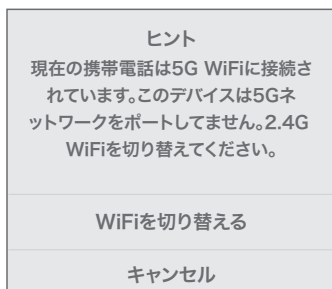 ヒント
現在の携帯電話は5G WiFiに接続さ
れています。このデバイスは5Gネ
ットワークをポートしてません。2.4G
WiFiを切り替えてください。
WiFiを切り替える
キャンセル